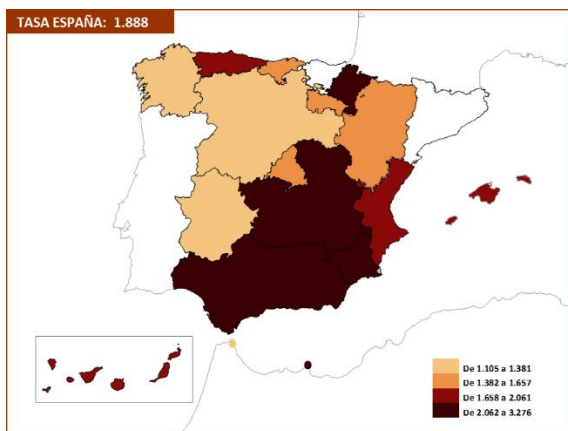 TASA ESPAÑA: 1.888
De 1.105 a 1.381
De 1.382 a 1.657
De 1.658 a 2.061
De 2.062 a 3.276